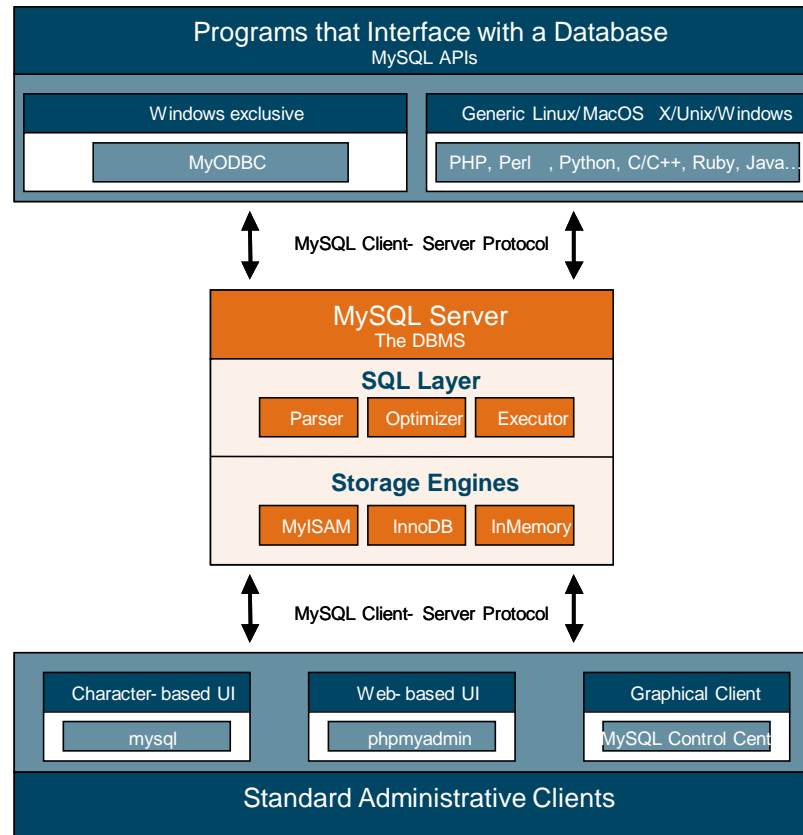 Programs that Interface with a Database
MySQL APIs
Windows exclusive
MyODBC
Generic Linux/MacOS X/Unix/Windows
PHP, Perl , Python, C/C++, Ruby, Java...
MySQL Client- Server Protocol
MySQL Server
The DBMS
SQL Layer
Parser
Optimizer
Executor
Storage Engines
MyISAM
InnoDB
InMemory
MySQL Client- Server Protocol
Character- based UI
mysql
Web- based UI
phpmyadmin
Graphical Client
MySQL Control Cent
Standard Administrative Clients